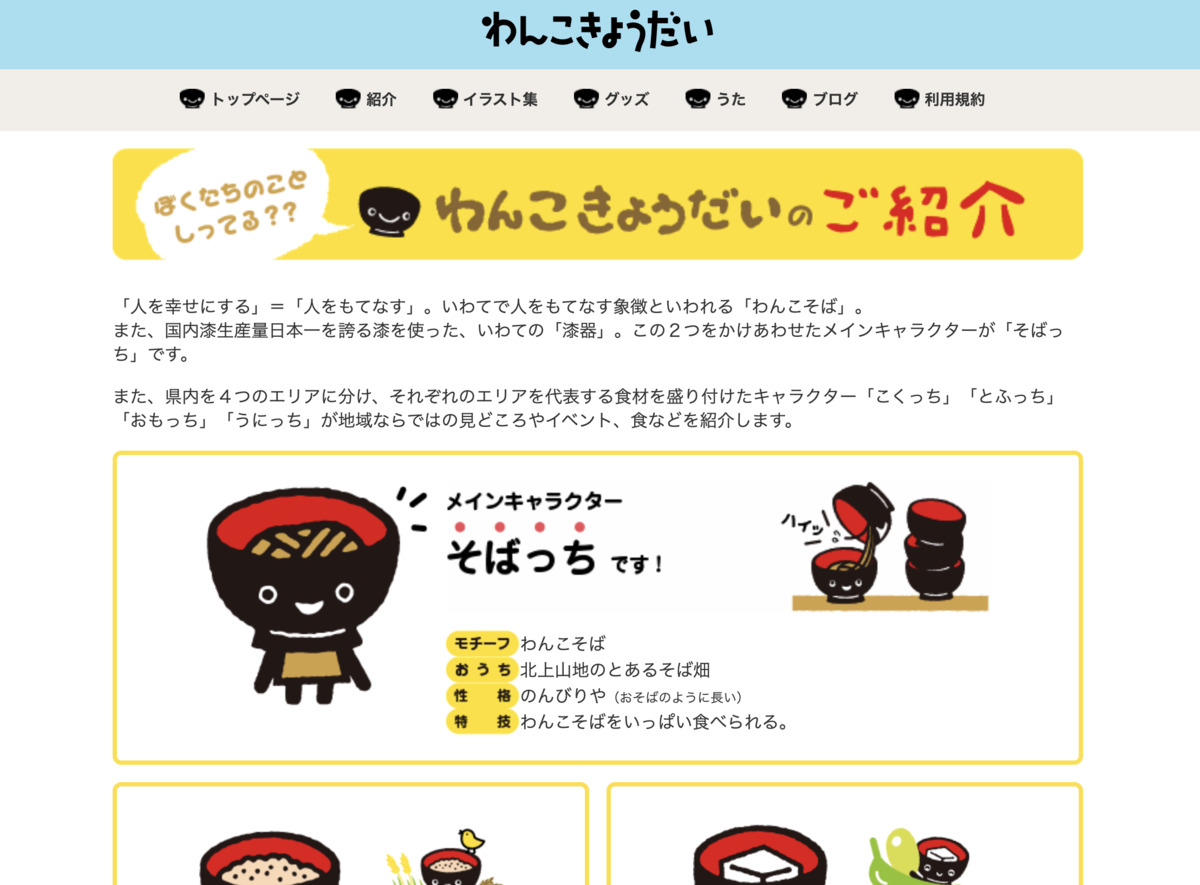 わんこきょうだい
トップページ 紹介 イラスト集 グッズ うた ブログ 利用規約
ぼくたちのこと
しってる??
わんこきょうだいのご紹介
「人を幸せにする」＝「人をもてなす」。いわてで人をもてなす象徴といわれる「わんこそば」。
また、国内漆生産量日本一を誇る漆を使った、いわての「漆器」。この２つをかけあわせたメインキャラクターが「そばっ
ち」です。
また、県内を４つのエリアに分け、それぞれのエリアを代表する食材を盛り付けたキャラクター「こくっち」「とふっち」
「おもっち」「うにっち」が地域ならではの見どころやイベント、食などを紹介します。
メインキャラクター
そばっち です!
ハイッ
モチーフ わんこそば
おうち 北上山地のとあるそば畑
性格 のんびりや（おそばのように長い）
特技 わんこそばをいっぱい食べられる。